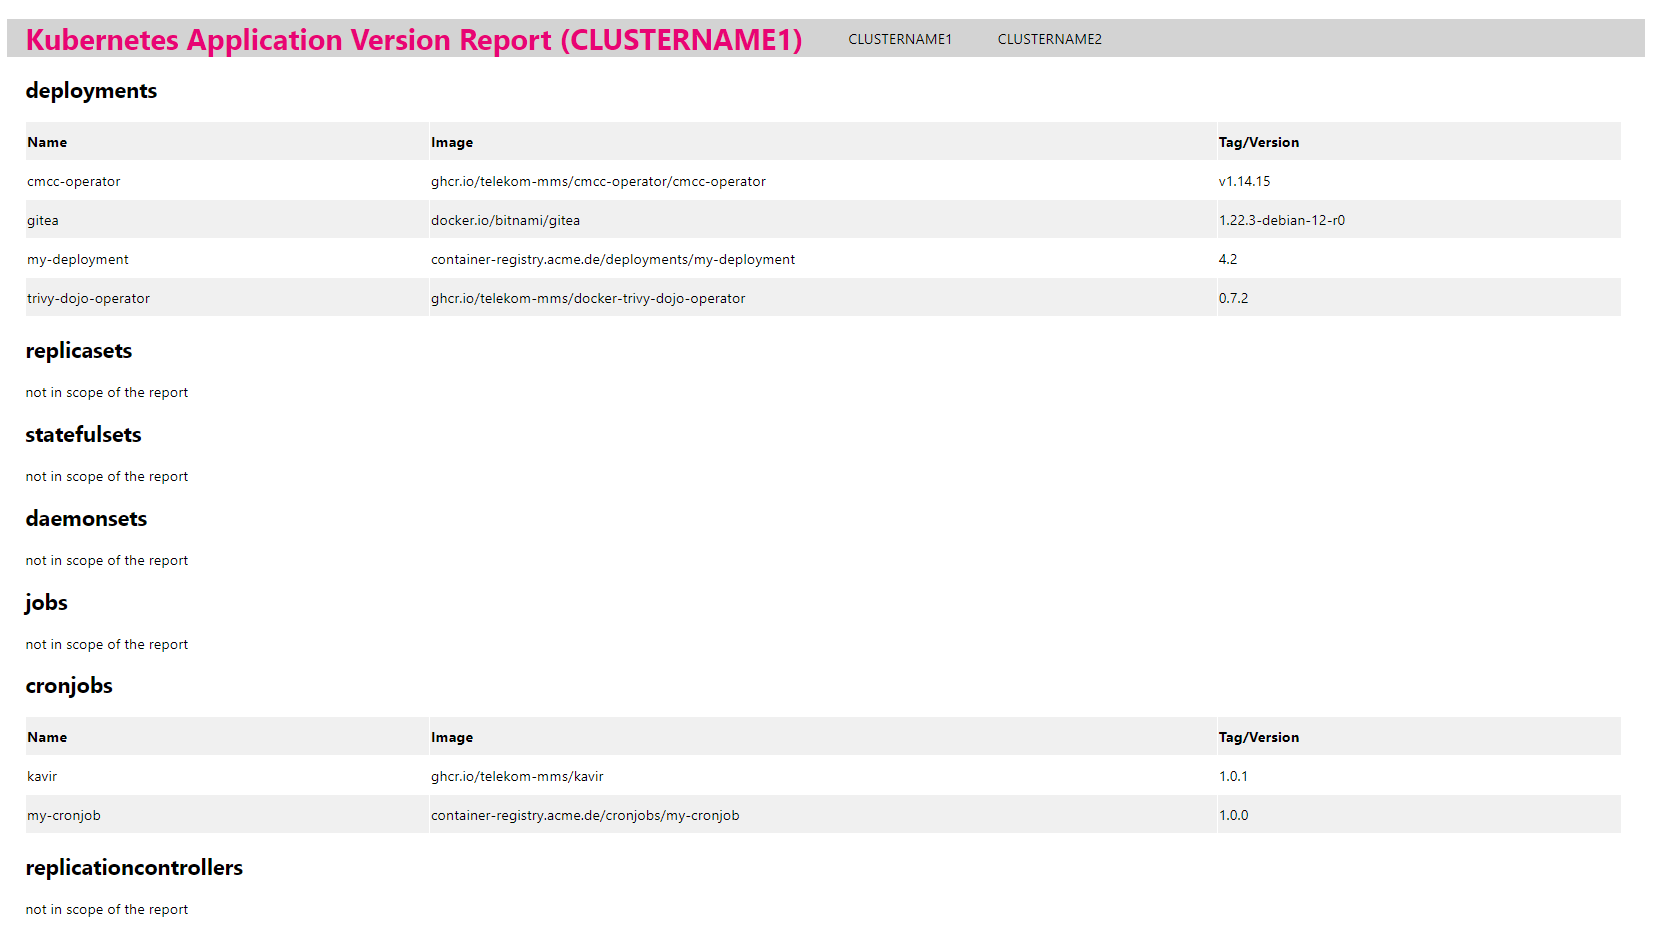 Kubernetes Application Version Report (CLUSTERNAME1) CLUSTERNAME1 CLUSTERNAME2
deployments
Name Image Tag/Version
cmcc-operator ghcr.io/telekom-mms/cmcc-operator/cmcc-operator v1.14.15
gitea docker.io/bitnami/gitea 1.22.3-debian-12-r0
my-deployment container-registry.acme.de/deployments/my-deployment 4.2
trivy-dojo-operator ghcr.io/telekom-mms/docker-trivy-dojo-operator 0.7.2
replicasets
not in scope of the report
statefulsets
not in scope of the report
daemonsets
not in scope of the report
jobs
not in scope of the report
cronjobs
Name Image Tag/Version
kavir ghcr.io/telekom-mms/kavir 1.0.1
my-cronjob container-registry.acme.de/cronjobs/my-cronjob 1.0.0
replicationcontrollers
not in scope of the report